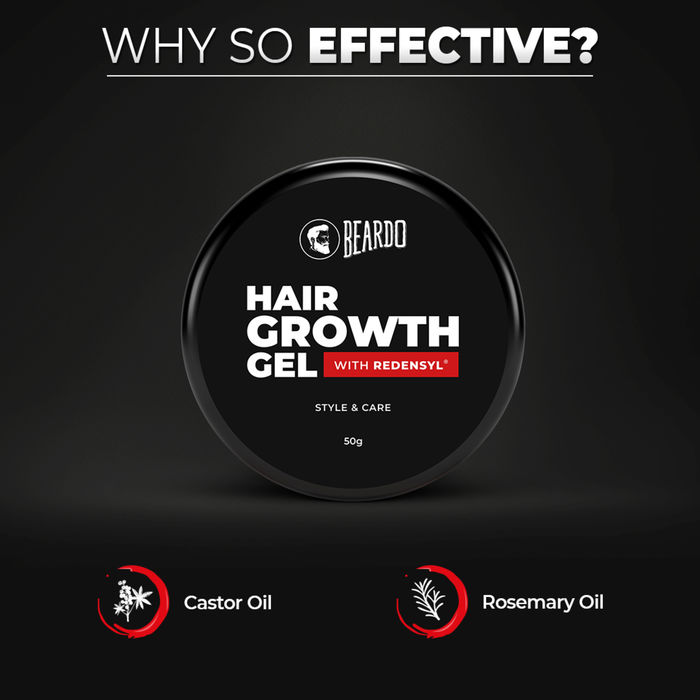 WHY SO EFFECTIVE?
BEARDO
HAIR
GROWTH
GEL WITH REDENSYL®
STYLE & CARE
50g
Castor Oil
Rosemary Oil